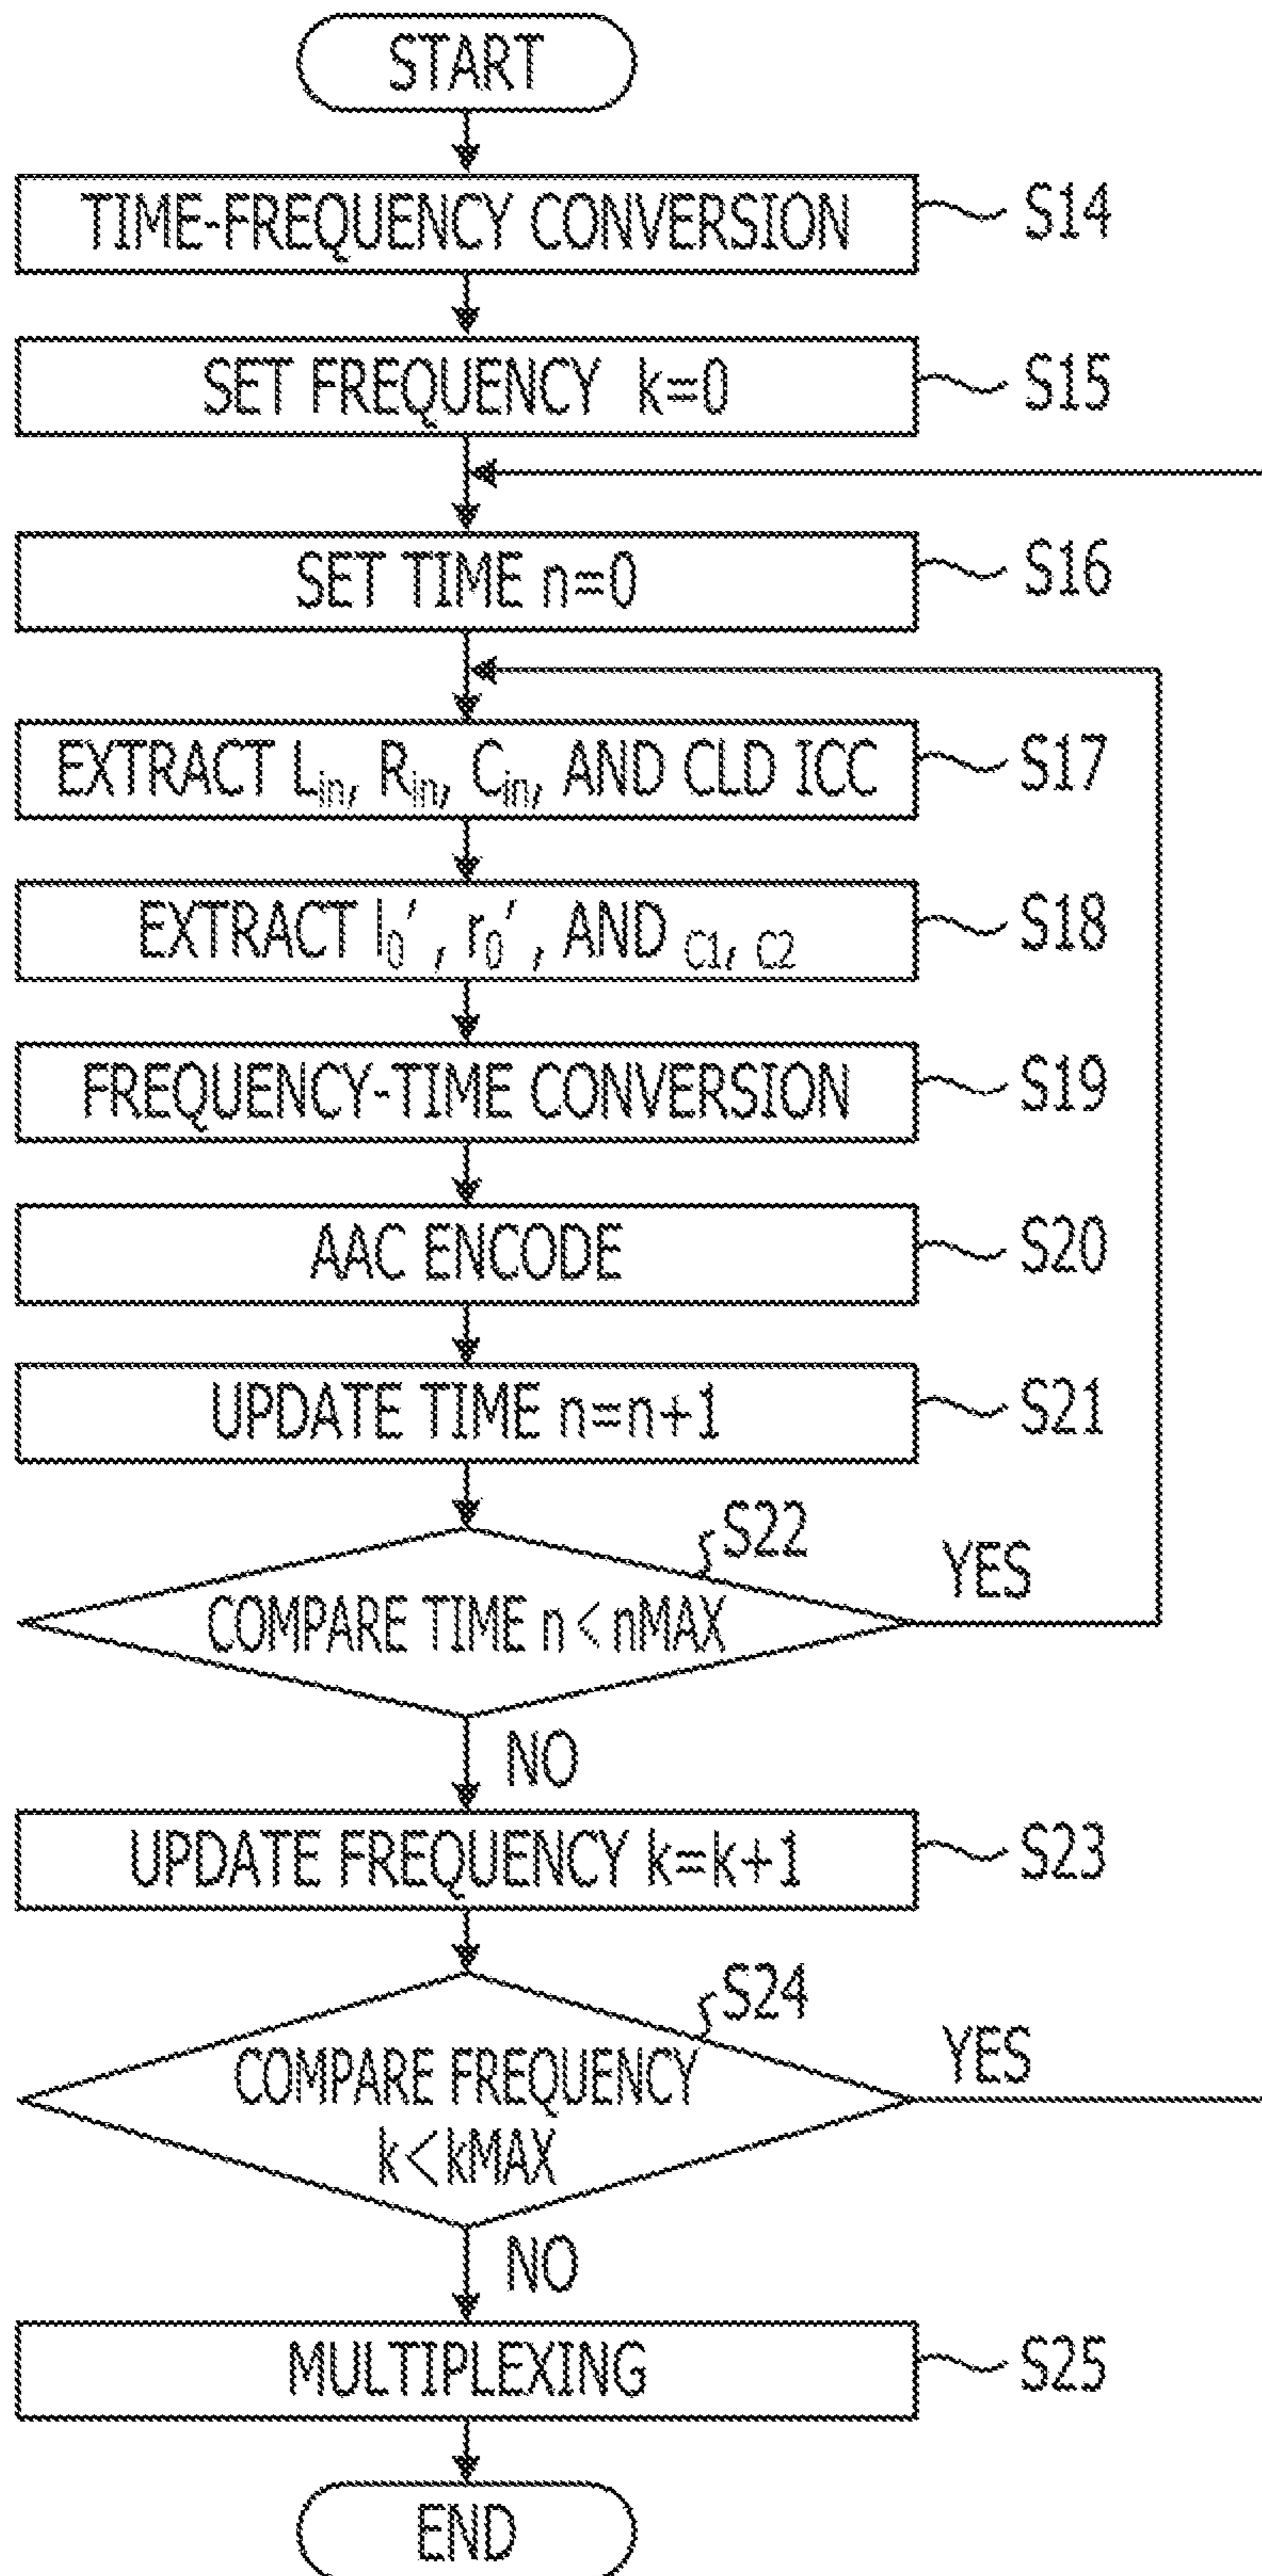 START
TIME-FREQUENCY CONVERSION S14
SET FREQUENCY k=0 S15
SET TIME n=0 S16
EXTRACT Lin, Rin, Cin, AND CLD ICC S17
EXTRACT l0′, r0′, AND C1, C2 S18
FREQUENCY-TIME CONVERSION S19
AAC ENCODE S20
UPDATE TIME n=n+1 S21
S22
COMPARE TIME n<nMAX YES
NO
UPDATE FREQUENCY k=k+1 S23
S24
COMPARE FREQUENCY YES
k<kMAX
NO
MULTIPLEXING S25
END